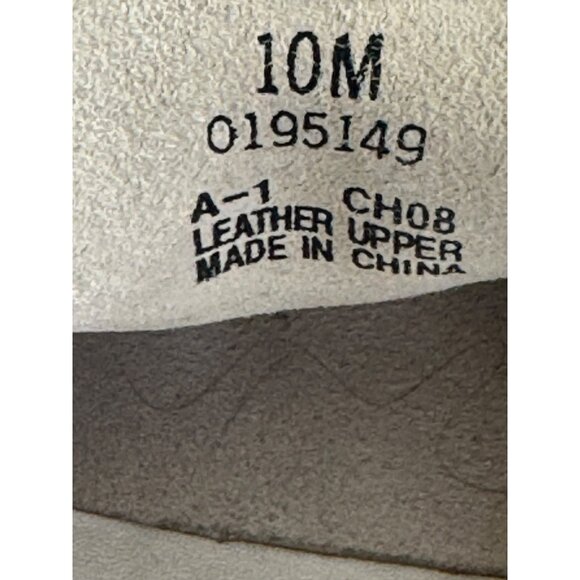 10M
0195149
A-1 CH08
LEATHER UPPER
MADE IN CHINA